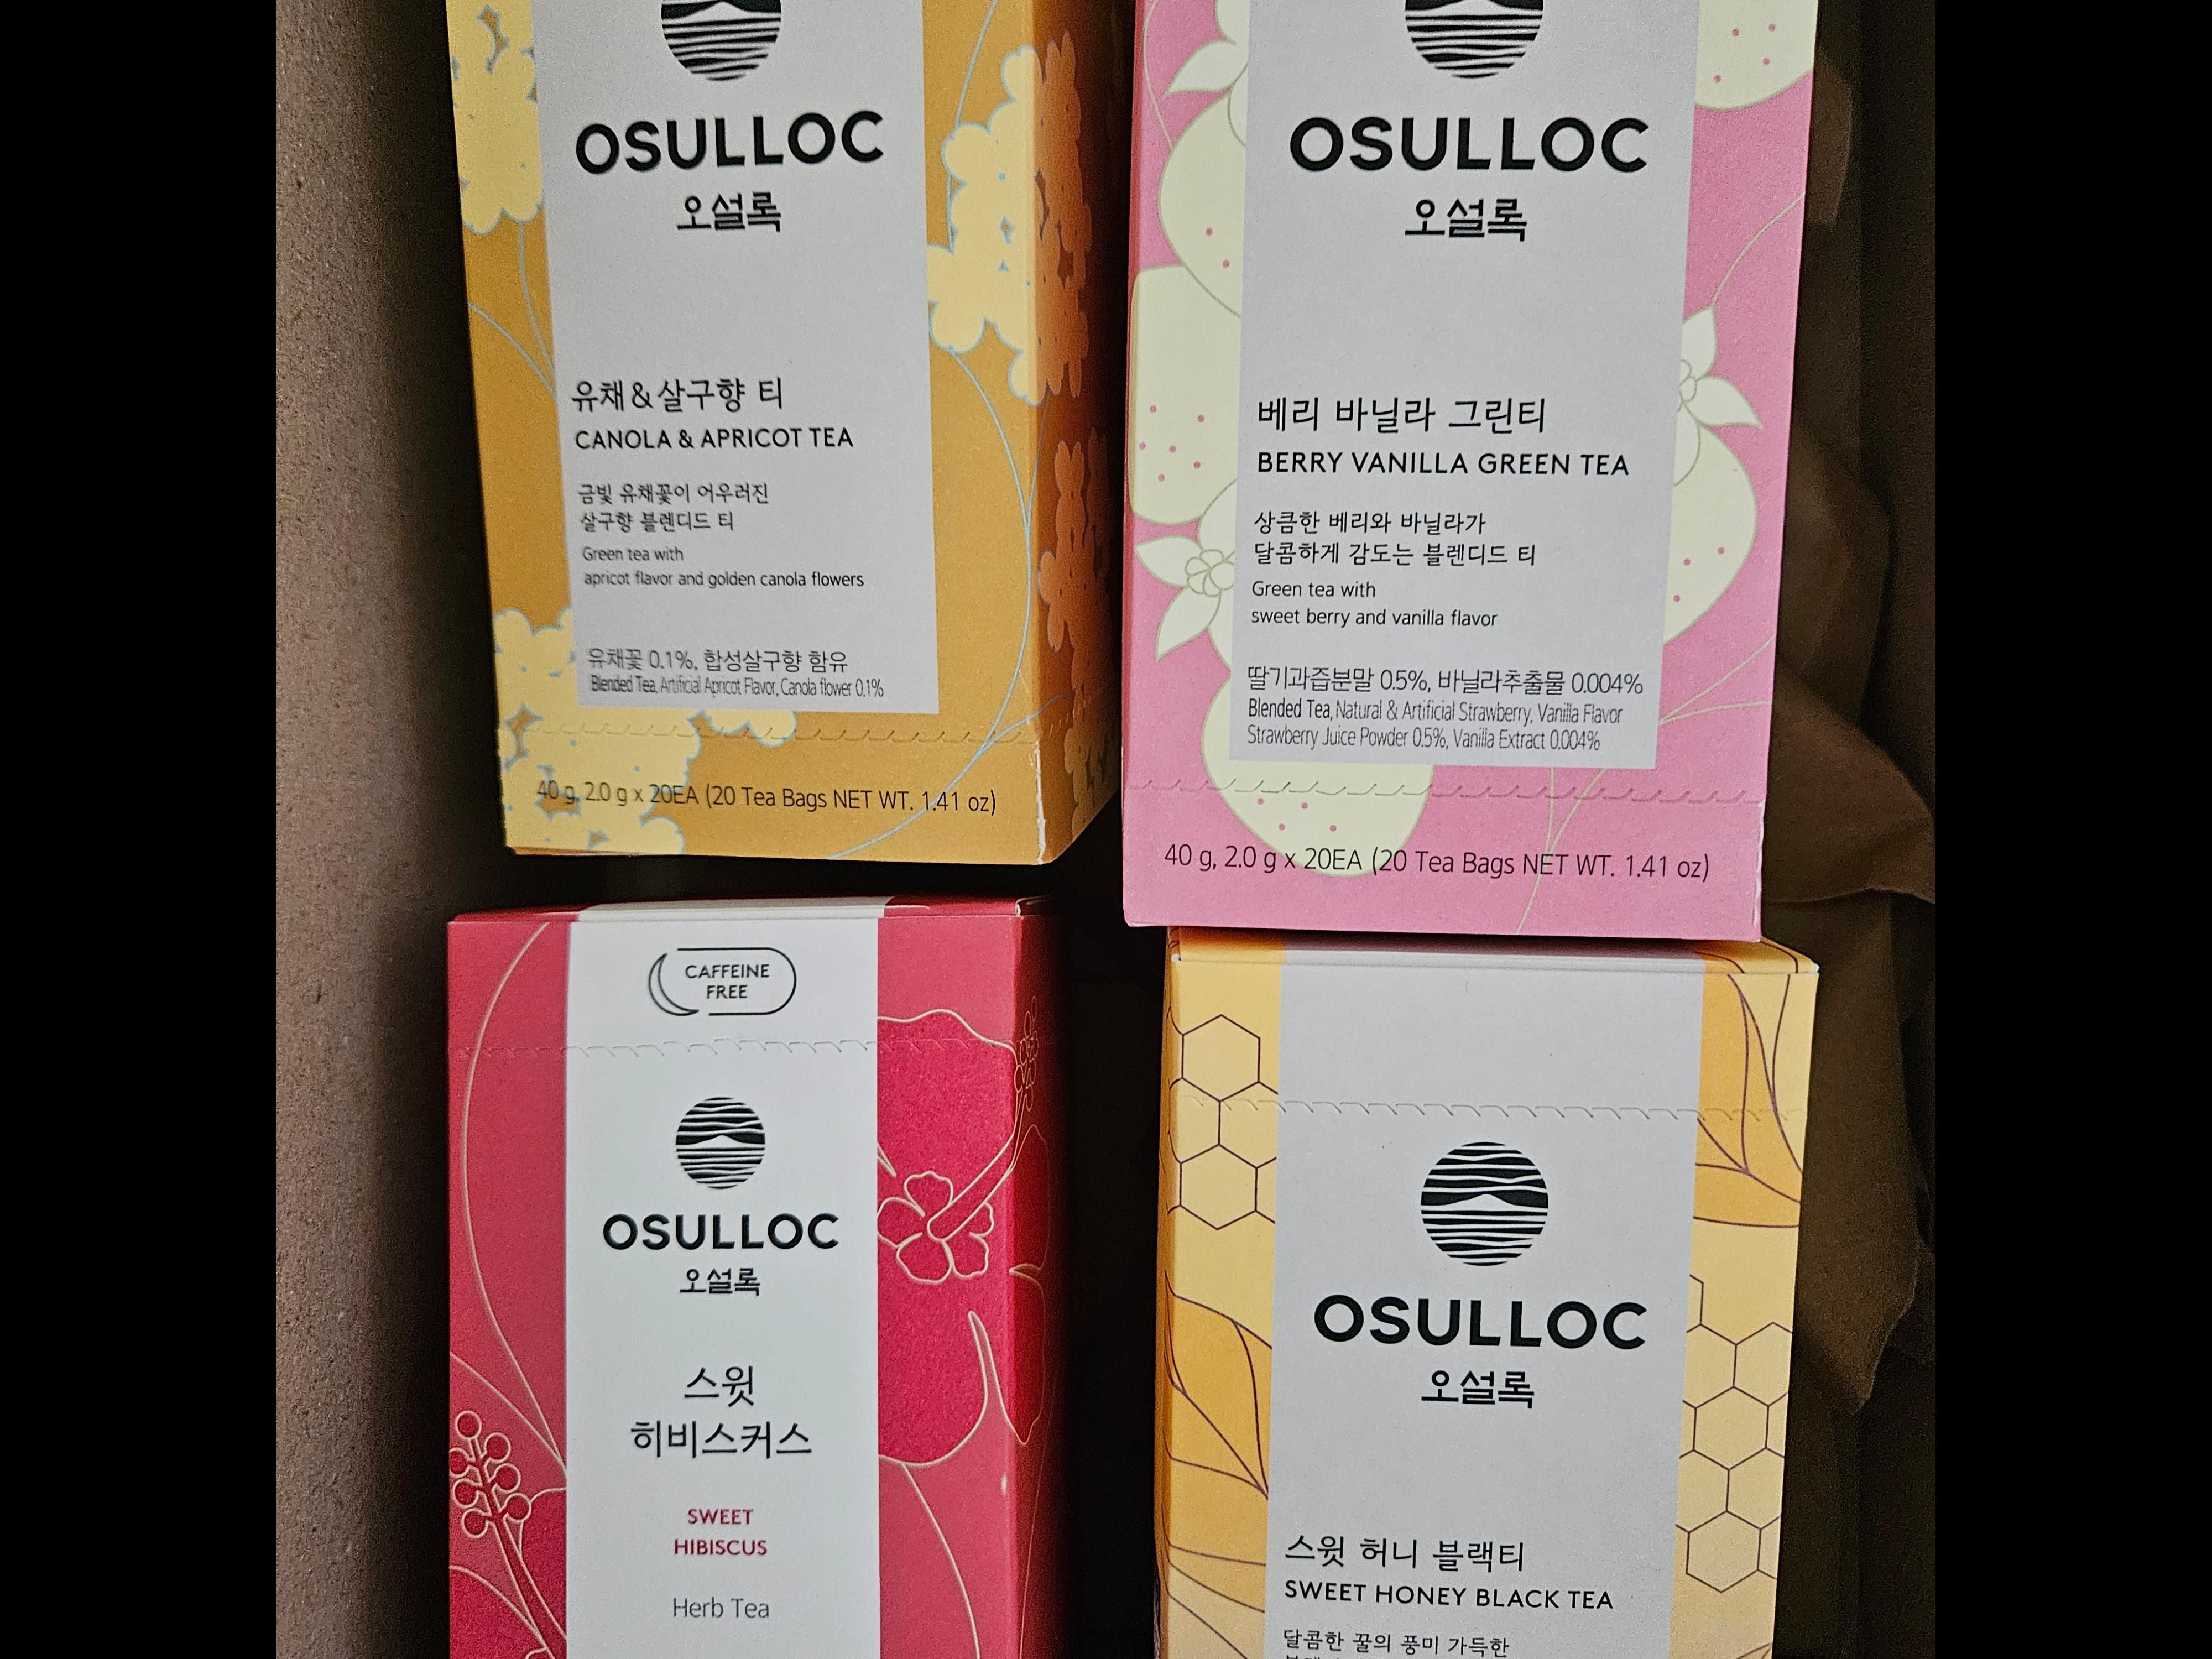 OSULLOC
오설록
유채&살구향 티
CANOLA & APRICOT TEA
금빛 유채꽃이 어우러진
살구향 블렌디드 티
Green tea with
apricot flavor and golden canola flowers
유채꽃 0.1%, 합성살구향 함유
Blended Tea, Artificial Apricot Flavor, Canola flower 0.1%
40 g, 2.0 g x 20EA (20 Tea Bags NET WT. 1.41 oz)
OSULLOC
오설록
베리 바닐라 그린티
BERRY VANILLA GREEN TEA
상큼한 베리와 바닐라가
달콤하게 감도는 블렌디드 티
Green tea with
sweet berry and vanilla flavor
딸기과즙분말 0.5%, 바닐라추출물 0.004%
Blended Tea, Natural & Artificial Strawberry, Vanilla Flavor
Strawberry Juice Powder 0.5%, Vanilla Extract 0.004%
40 g, 2.0 g x 20EA (20 Tea Bags NET WT. 1.41 oz)
CAFFEINE
FREE
OSULLOC
오설록
스윗
히비스커스
SWEET
HIBISCUS
Herb Tea
OSULLOC
오설록
스윗 허니 블랙티
SWEET HONEY BLACK TEA
달콤한 꿀의 풍미 가득한